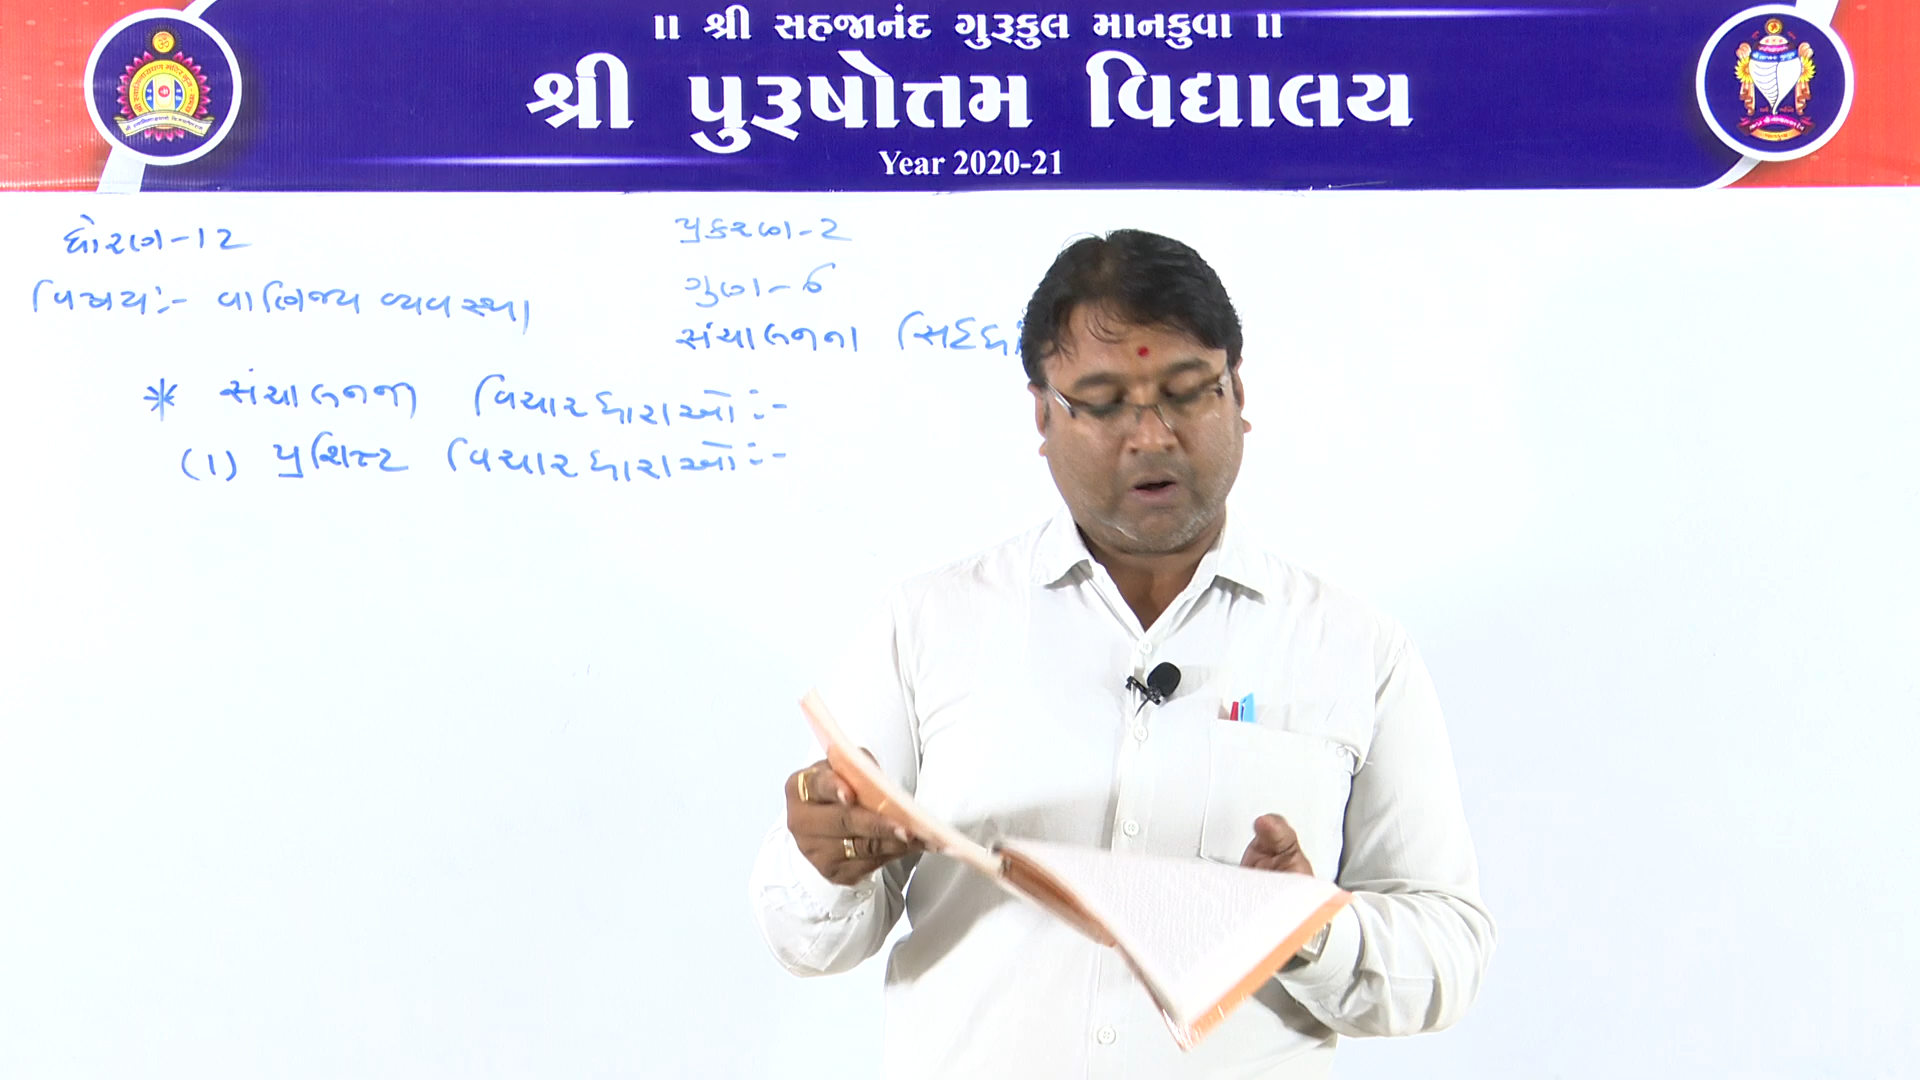 ॥ શ્રી સહજાનંદ ગુરૂકુલ માનકુવા ॥
શ્રી પુરૂષોત્તમ વિદ્યાલય
Year 2020-21
ધોરણ-12
વિષય:- વાણિજ્ય વ્યવસ્થા
પ્રકરણ-2
ગુણ-6
સંચાલનના
* સંચાલનની વિચારધારાઓ:-
(1) પ્રશિષ્ટ વિચારધારાઓ:-